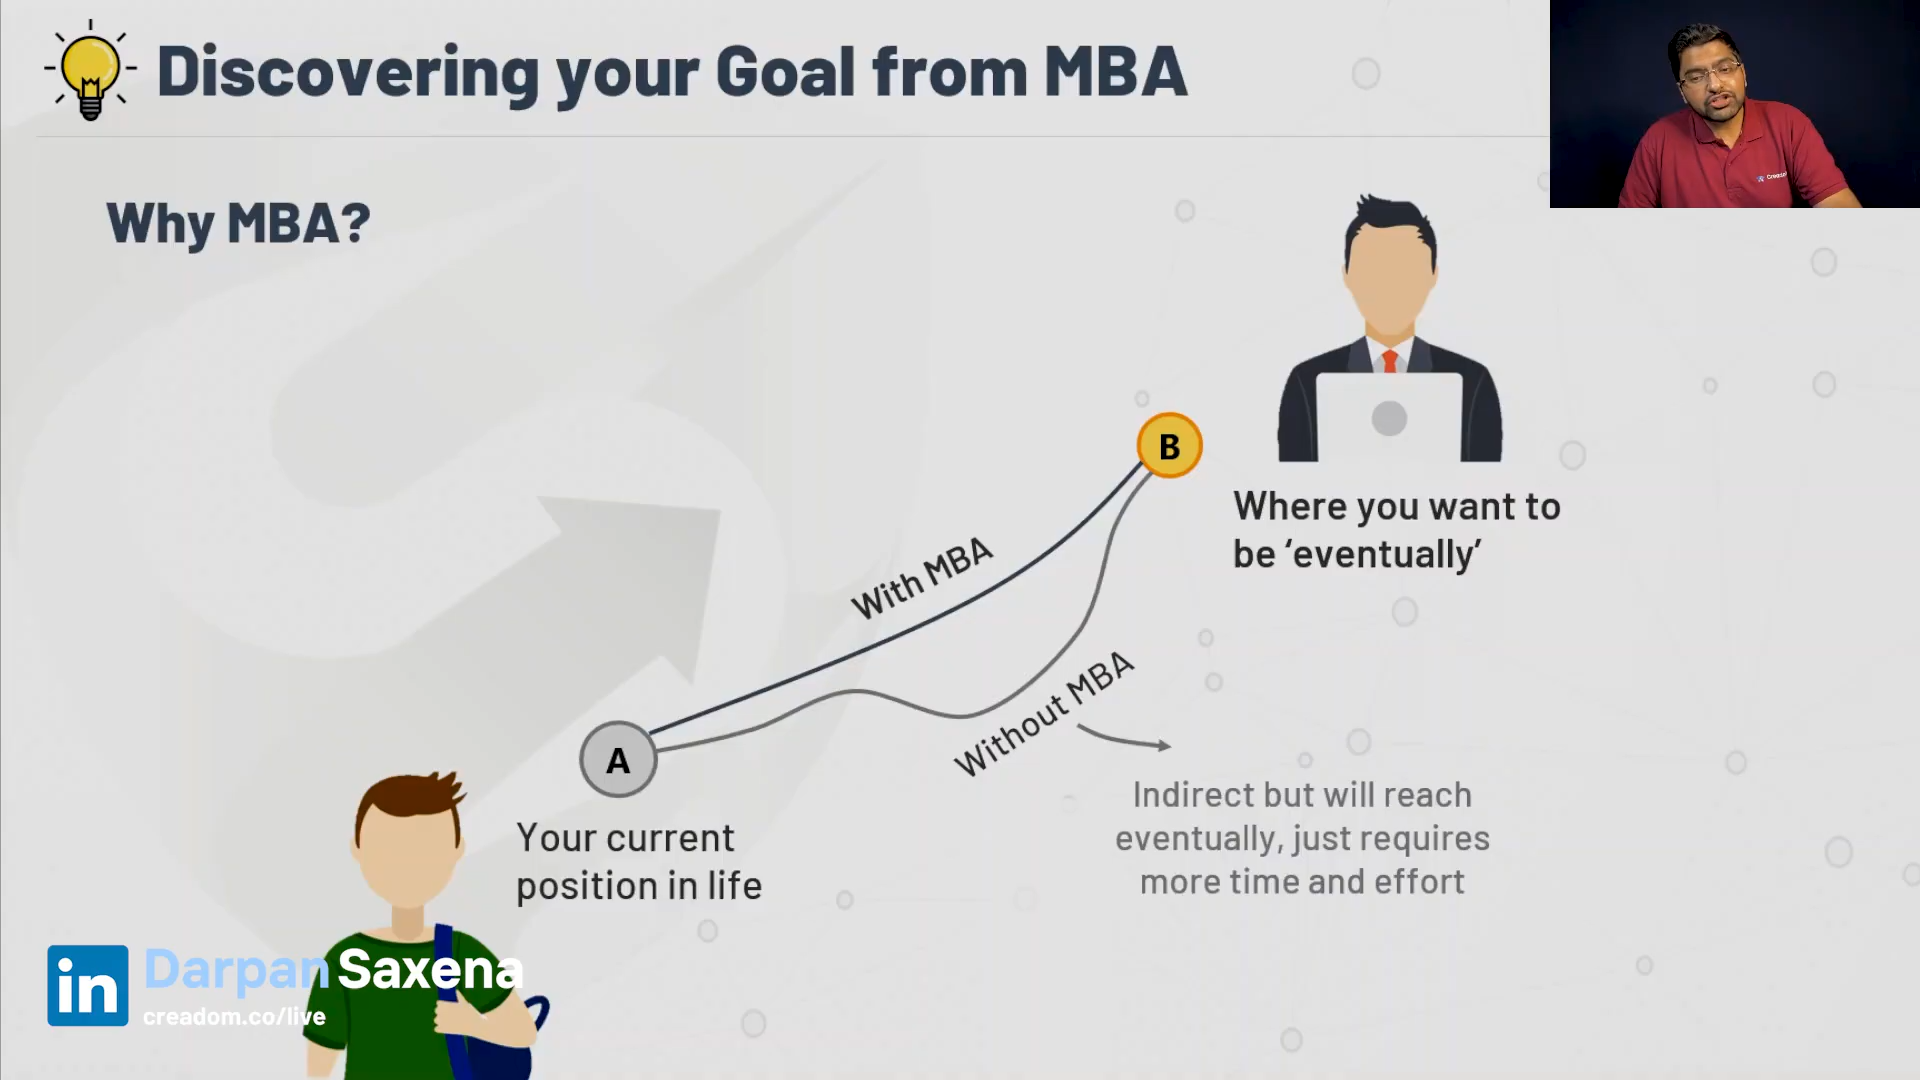 Discovering your Goal from MBA
Why MBA?
B
Where you want to
be ‘eventually’
With MBA
Without MBA
A
Your current
position in life
Indirect but will reach
eventually, just requires
more time and effort
in Darpan Saxena
creadom.co/live